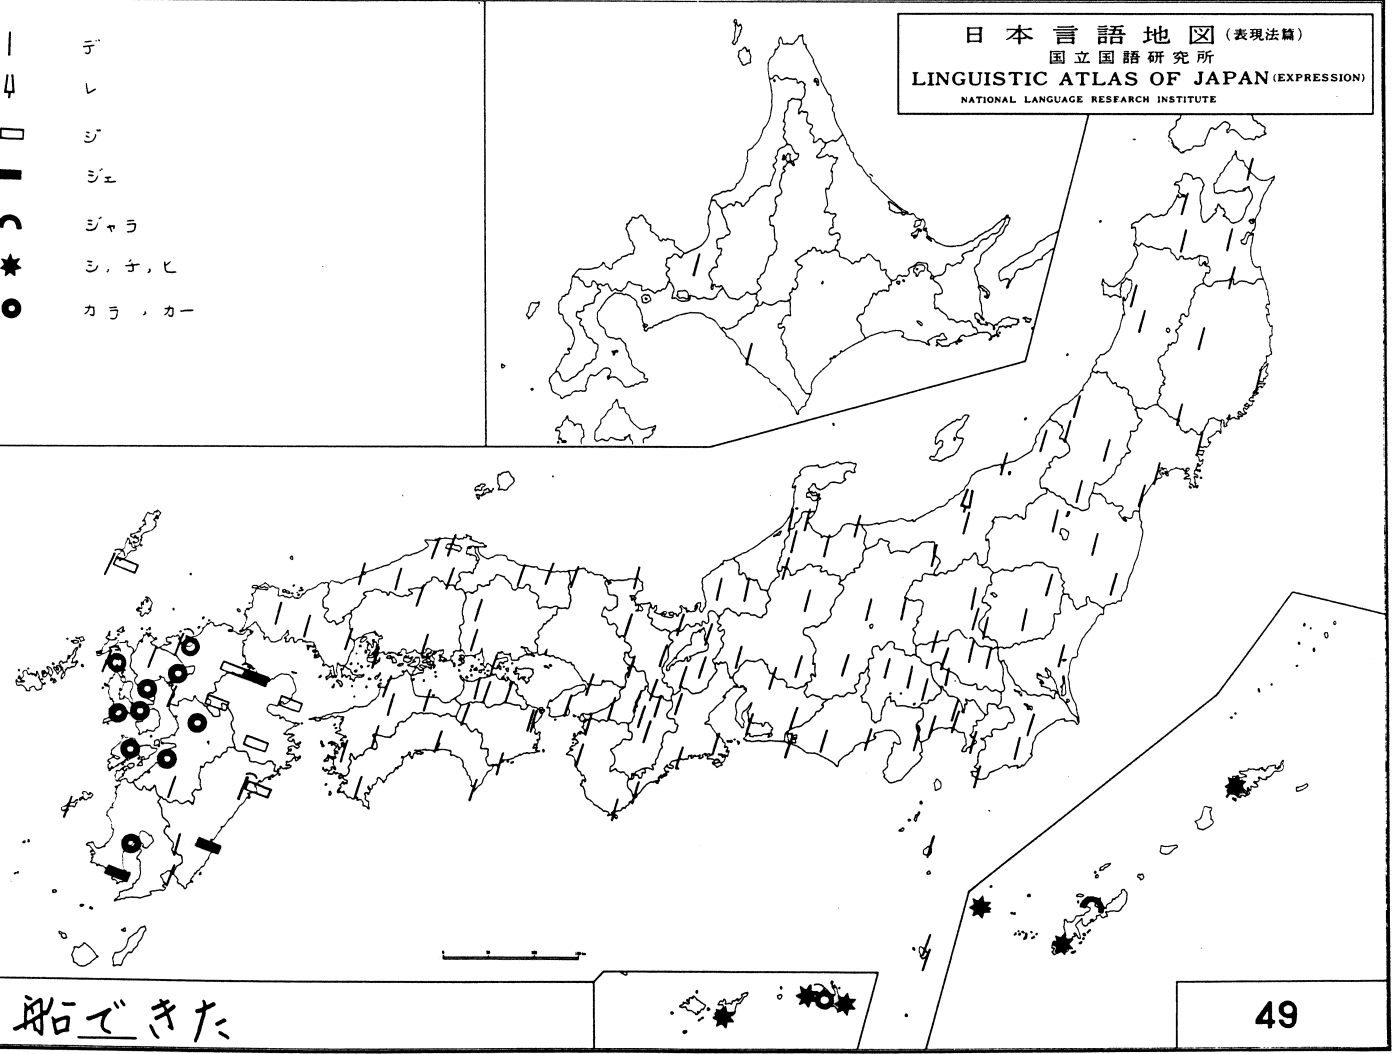 デ
レ
ジ
ジェ
ジャラ
シ,チ,ヒ
カラ,カー
日本言語地図(表現法篇)
国立国語研究所
LINGUISTIC ATLAS OF JAPAN(EXPRESSION)
NATIONAL LANGUAGE RESEARCH INSTITUTE
船できた
49